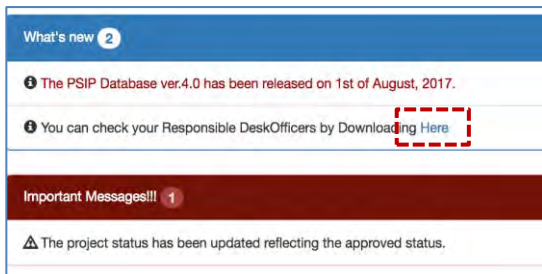 What's new 2
The PSIP Database ver.4.0 has been released on 1st of August, 2017.
You can check your Responsible DeskOfficers by Downloading Here
Important Messages!!! 1
The project status has been updated reflecting the approved status.